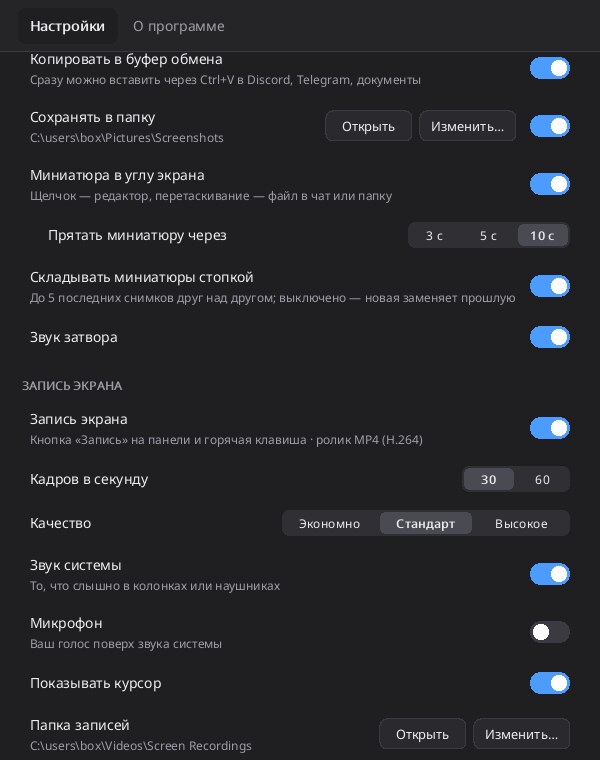 Настройки
О программе
Копировать в буфер обмена
Сразу можно вставить через Ctrl+V в Discord, Telegram, документы
Сохранять в папку
C:\users\box\Pictures\Screenshots
Открыть
Изменить...
Миниатюра в углу экрана
Щелчок — редактор, перетаскивание — файл в чат или папку
Прятать миниатюру через
3 с
5 с
10 с
Складывать миниатюры стопкой
До 5 последних снимков друг над другом; выключено — новая заменяет прошлую
Звук затвора
ЗАПИСЬ ЭКРАНА
Запись экрана
Кнопка «Запись» на панели и горячая клавиша · ролик MP4 (H.264)
Кадров в секунду
30
60
Качество
Экономно
Стандарт
Высокое
Звук системы
То, что слышно в колонках или наушниках
Микрофон
Ваш голос поверх звука системы
Показывать курсор
Папка записей
C:\users\box\Videos\Screen Recordings
Открыть
Изменить...